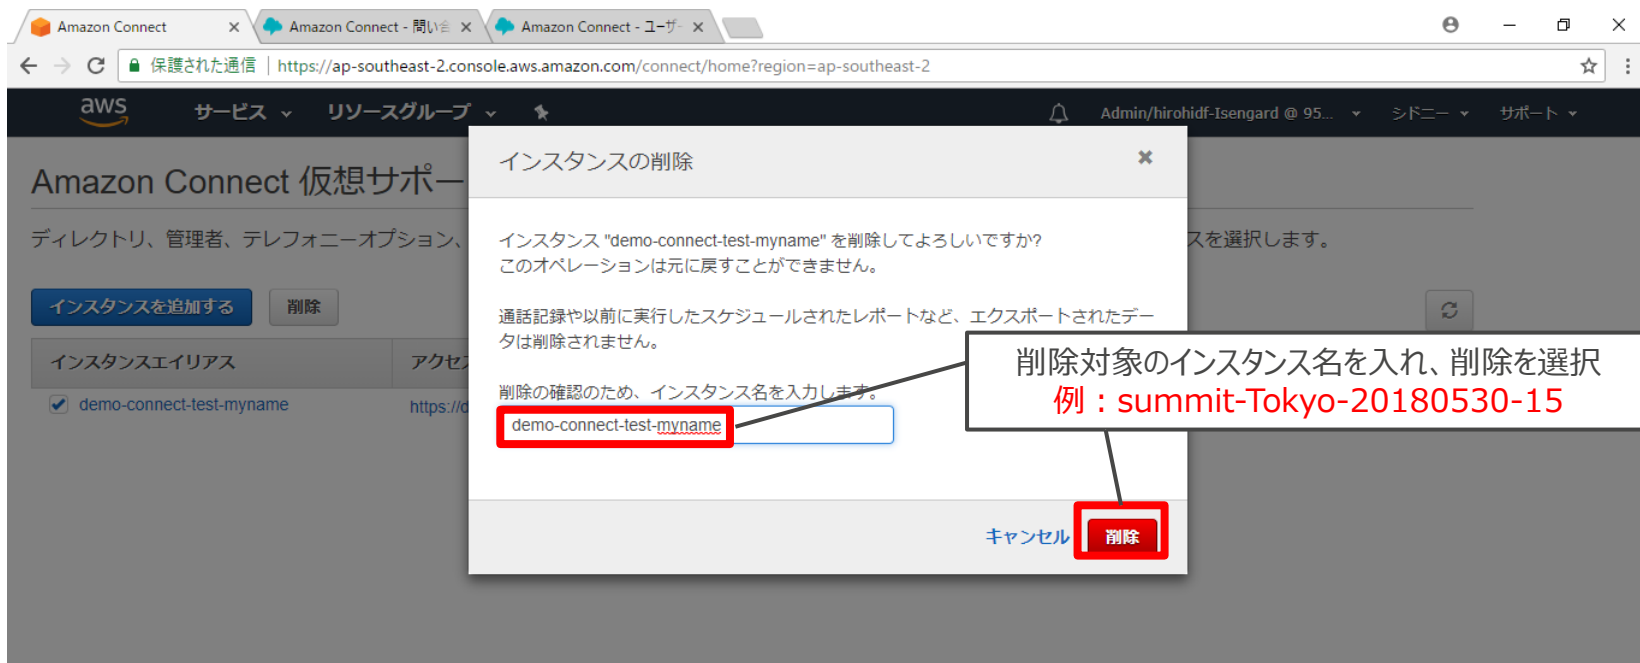 Amazon Connect
Amazon Connect - 問い合
Amazon Connect - ユーザー
保護された通信 | https://ap-southeast-2.console.aws.amazon.com/connect/home?region=ap-southeast-2
aws サービス リソースグループ Admin/hirohidf-Isengard @ 95... シドニー サポート
インスタンスの削除
Amazon Connect 仮想サポー
ディレクトリ、管理者、テレフォニーオプション、
スを選択します。
インスタンス "demo-connect-test-myname" を削除してよろしいですか?
このオペレーションは元に戻すことができません。
インスタンスを追加する 削除
通話記録や以前に実行したスケジュールされたレポートなど、エクスポートされたデー
タは削除されません。
インスタンスエイリアス アクセス
削除の確認のため、インスタンス名を入力します。
demo-connect-test-myname https://d
demo-connect-test-myname
削除対象のインスタンス名を入れ、削除を選択
例：summit-Tokyo-20180530-15
キャンセル 削除